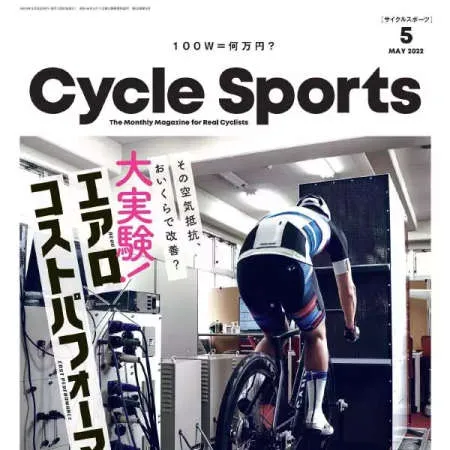 [サイクルスポーツ]
5
MAY 2022
100W=何万円?
Cycle Sports
The Monthly Magazine for Real Cyclists
その空気抵抗、
おいくらで改善?
大実験!
エアロ
コストパフォーマ
Cost Performance